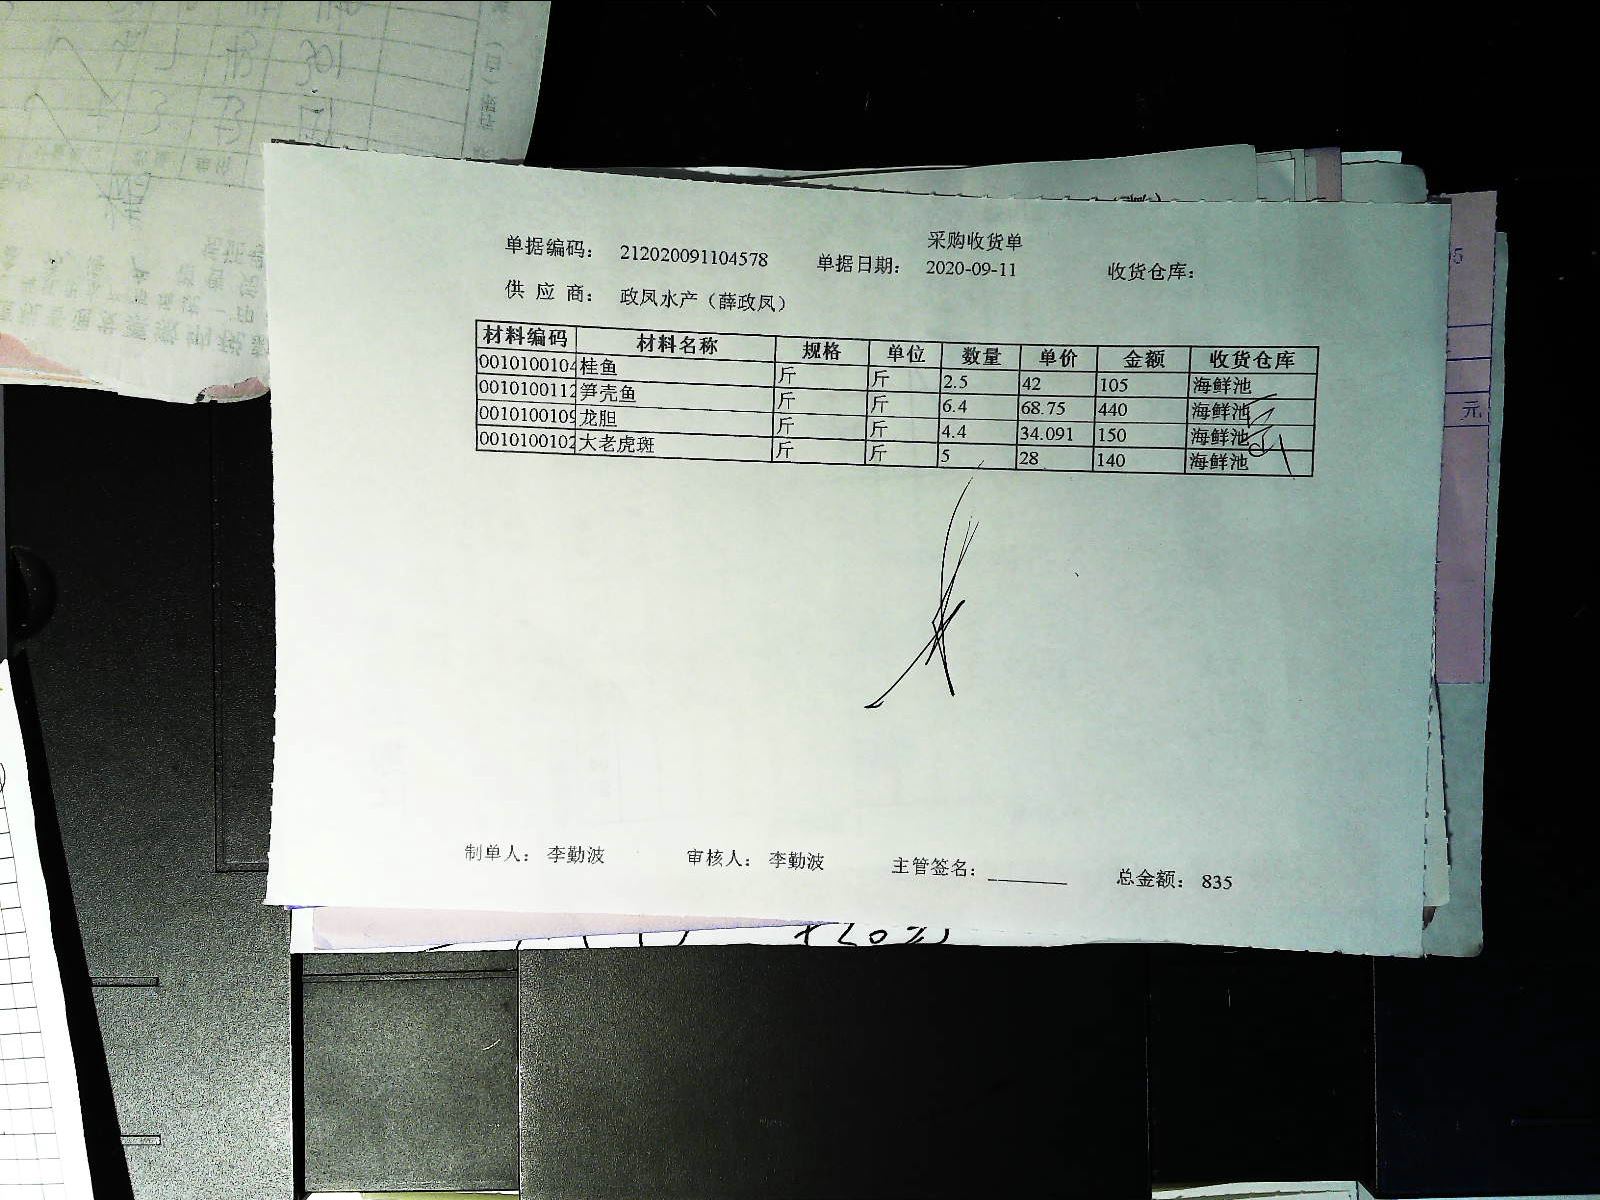 采购收货单
单据编码： 212020091104578 单据日期： 2020-09-11 收货仓库：
供 应 商： 政凤水产（薛政凤）
材料编码 材料名称 规格 单位 数量 单价 金额 收货仓库
0010100104 桂鱼 斤 斤 2.5 42 105 海鲜池
0010100112 笋壳鱼 斤 斤 6.4 68.75 440 海鲜池
0010100109 龙胆 斤 斤 4.4 34.091 150 海鲜池
0010100102 大老虎斑 斤 斤 5 28 140 海鲜池
制单人： 李勤波 审核人： 李勤波 主管签名： 总金额： 835
元